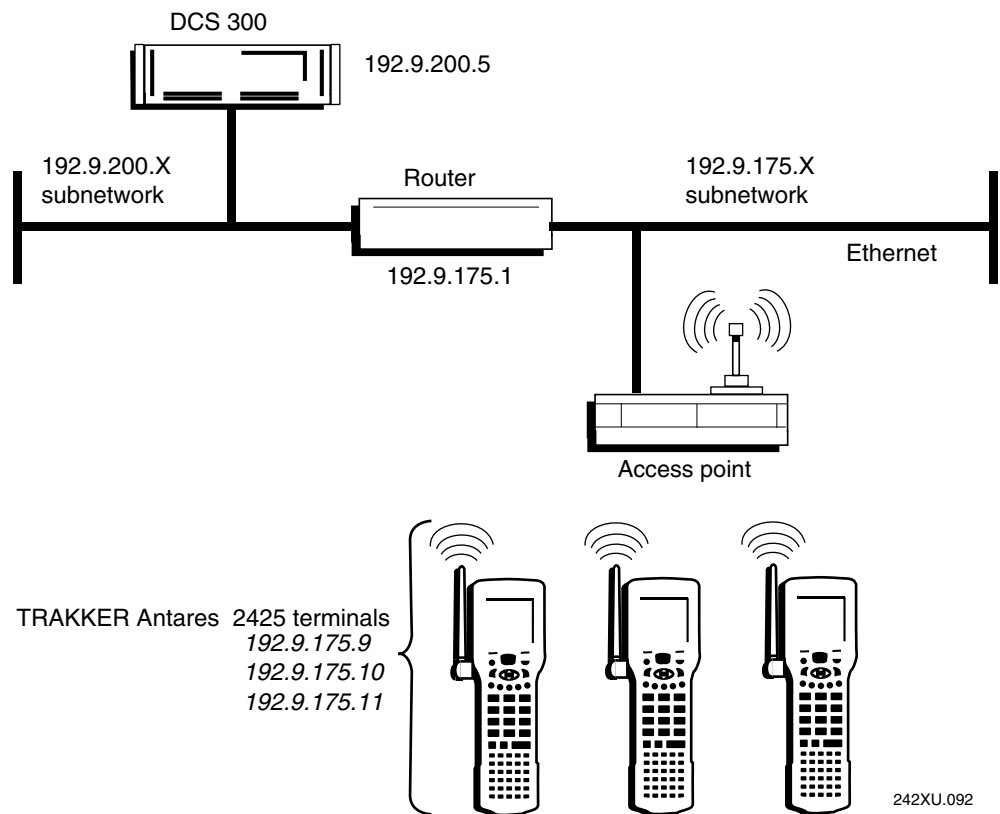 DCS 300
192.9.200.5
192.9.200.X
subnetwork
Router
192.9.175.X
subnetwork
192.9.175.1
Ethernet
Access point
TRAKKER Antares 2425 terminals
192.9.175.9
192.9.175.10
192.9.175.11
242XU.092